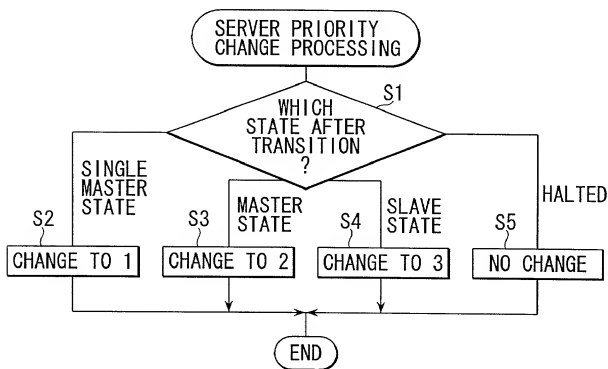 SERVER PRIORITY
CHANGE PROCESSING
S1
WHICH
STATE AFTER
TRANSITION
?
SINGLE
MASTER
STATE
MASTER
STATE
SLAVE
STATE
HALTED
S2
S3
S4
S5
CHANGE TO 1
CHANGE TO 2
CHANGE TO 3
NO CHANGE
END